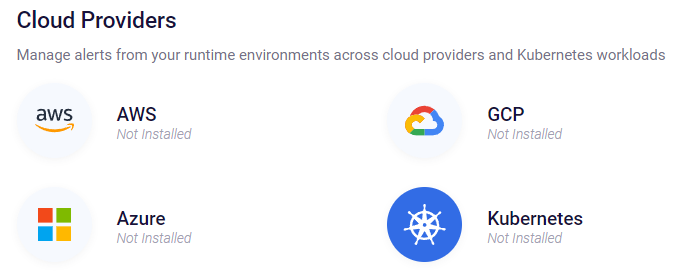 Cloud Providers
Manage alerts from your runtime environments across cloud providers and Kubernetes workloads
aws
AWS
Not Installed
GCP
Not Installed
Azure
Not Installed
Kubernetes
Not Installed